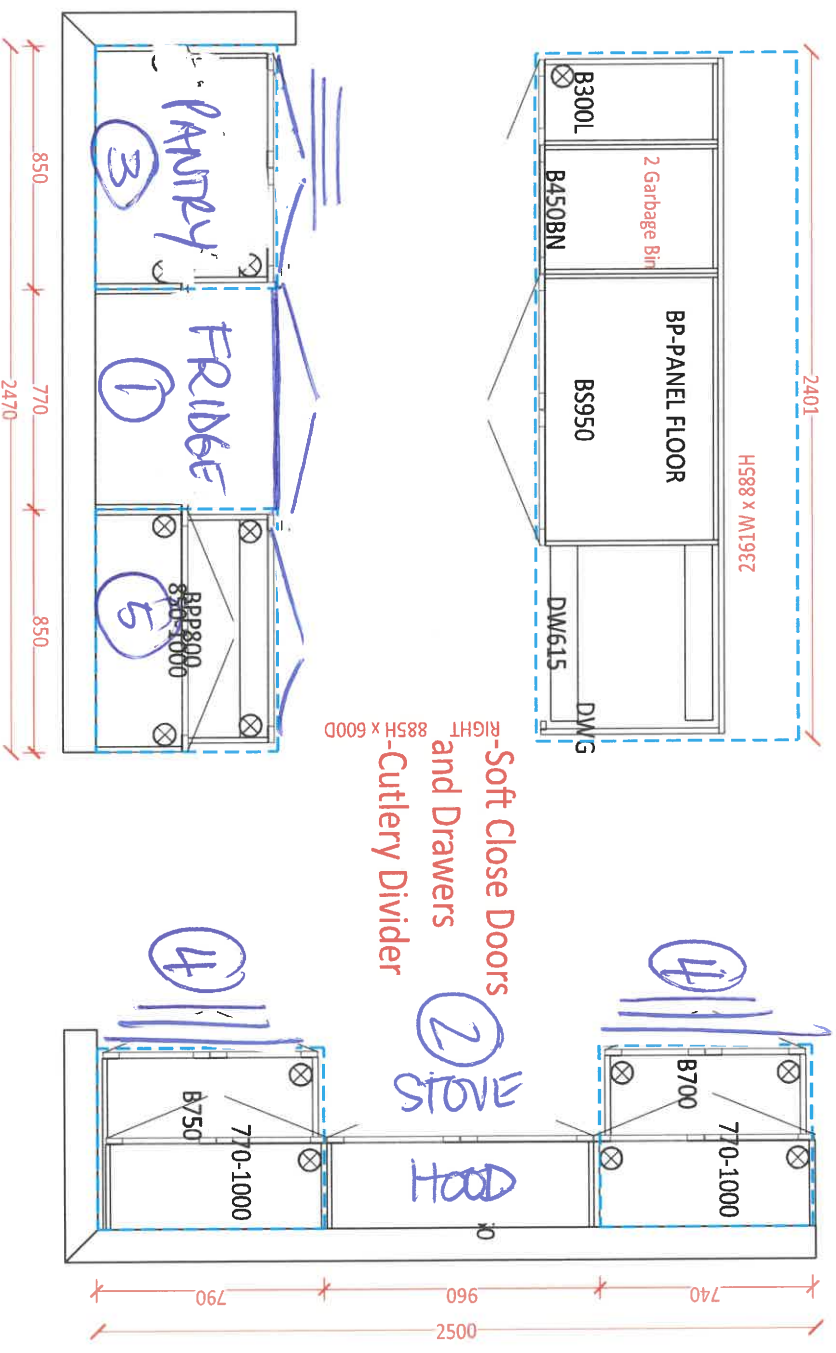 B300L
2 Garbage Bin
B450BN
BP-PANEL FLOOR
BS950
DW615
DWG
2401
2361W X 885H
PANTRY
3
FRIDGE
1
BPP800
850-1000
5
850
770
850
2470
-Soft Close Doors
and Drawers
-Cutlery Divider
RIGHT
885H x 600D
4
B750
770-1000
2
STOVE
HOOD
4
B700
770-1000
790
960
740
2500